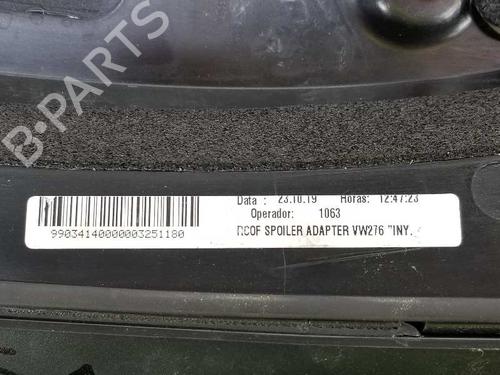 B-PARTS
Data : 23.10.19 Horas: 12:47:23
Operador: 1063
99034140000003251180
ROOF SPOILER ADAPTER VW276 "INY.